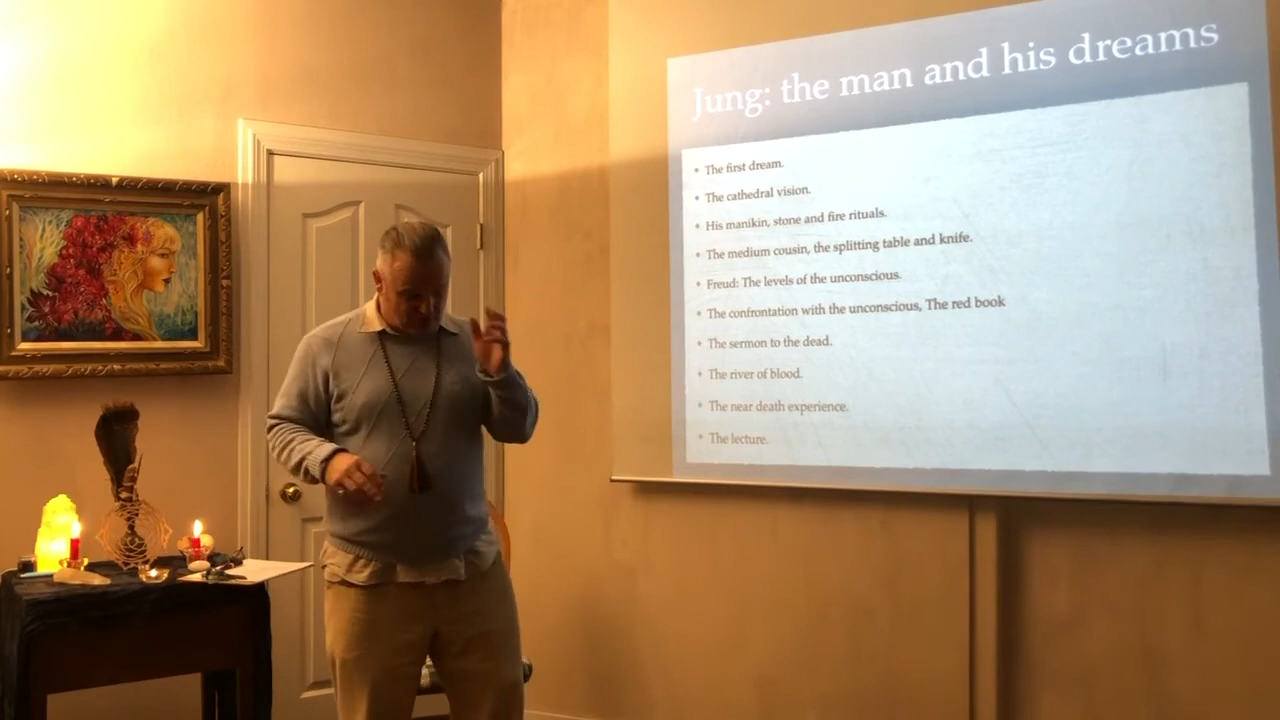 Jung: the man and his dreams
• The first dream.
• The cathedral vision.
• His manikin, stone and fire rituals.
• The medium cousin, the splitting table and knife.
• Freud: The levels of the unconscious.
• The confrontation with the unconscious, The red book
• The sermon to the dead.
• The river of blood.
• The near death experience.
• The lecture.